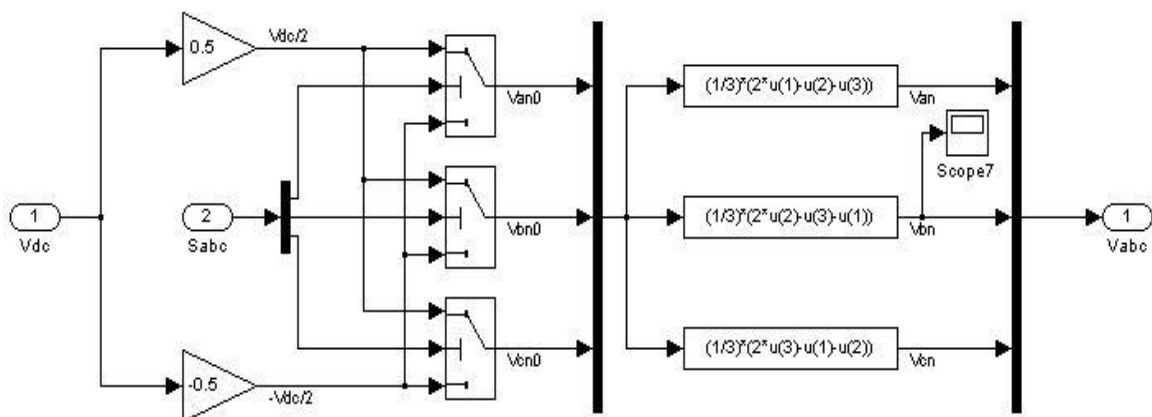 0.5
Vdc/2
Van0
(1/3)*(2*u(1)-u(2)-u(3))
Van
Scope7
1
Vdc
2
Sabc
Vbn0
(1/3)*(2*u(2)-u(3)-u(1))
Vbn
1
Vabc
-0.5
-Vdc/2
Vcn0
(1/3)*(2*u(3)-u(1)-u(2))
Vcn